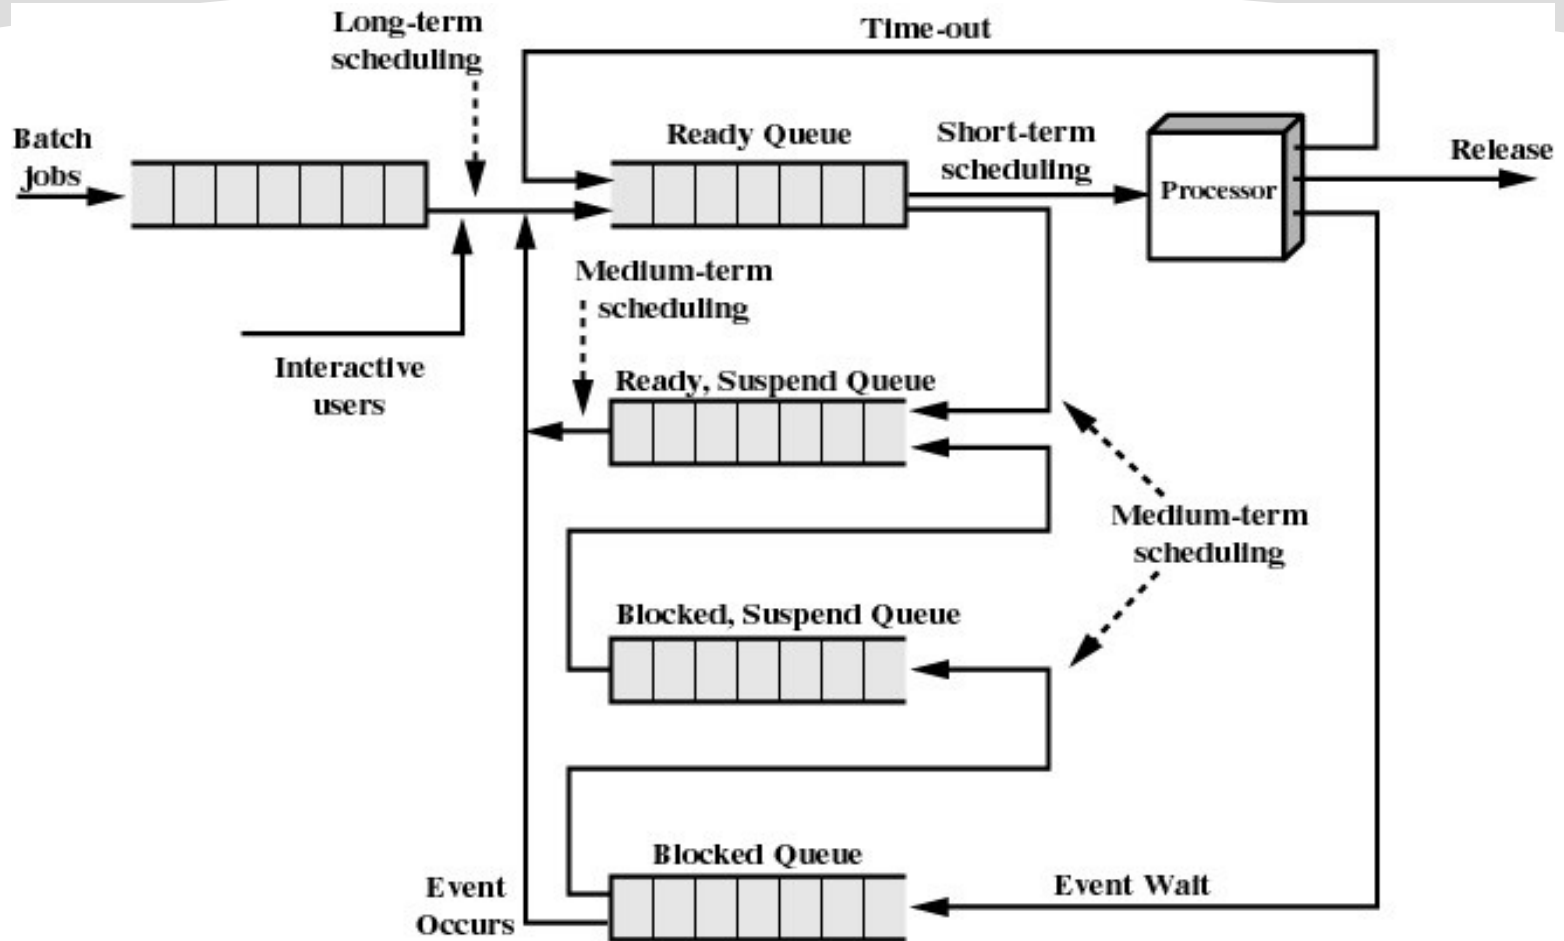 Long-term
scheduling
Time-out
Batch
jobs
Ready Queue
Short-term
scheduling
Release
Processor
Medium-term
scheduling
Interactive
users
Ready, Suspend Queue
Medium-term
scheduling
Blocked, Suspend Queue
Blocked Queue
Event
Occurs
Event Wait